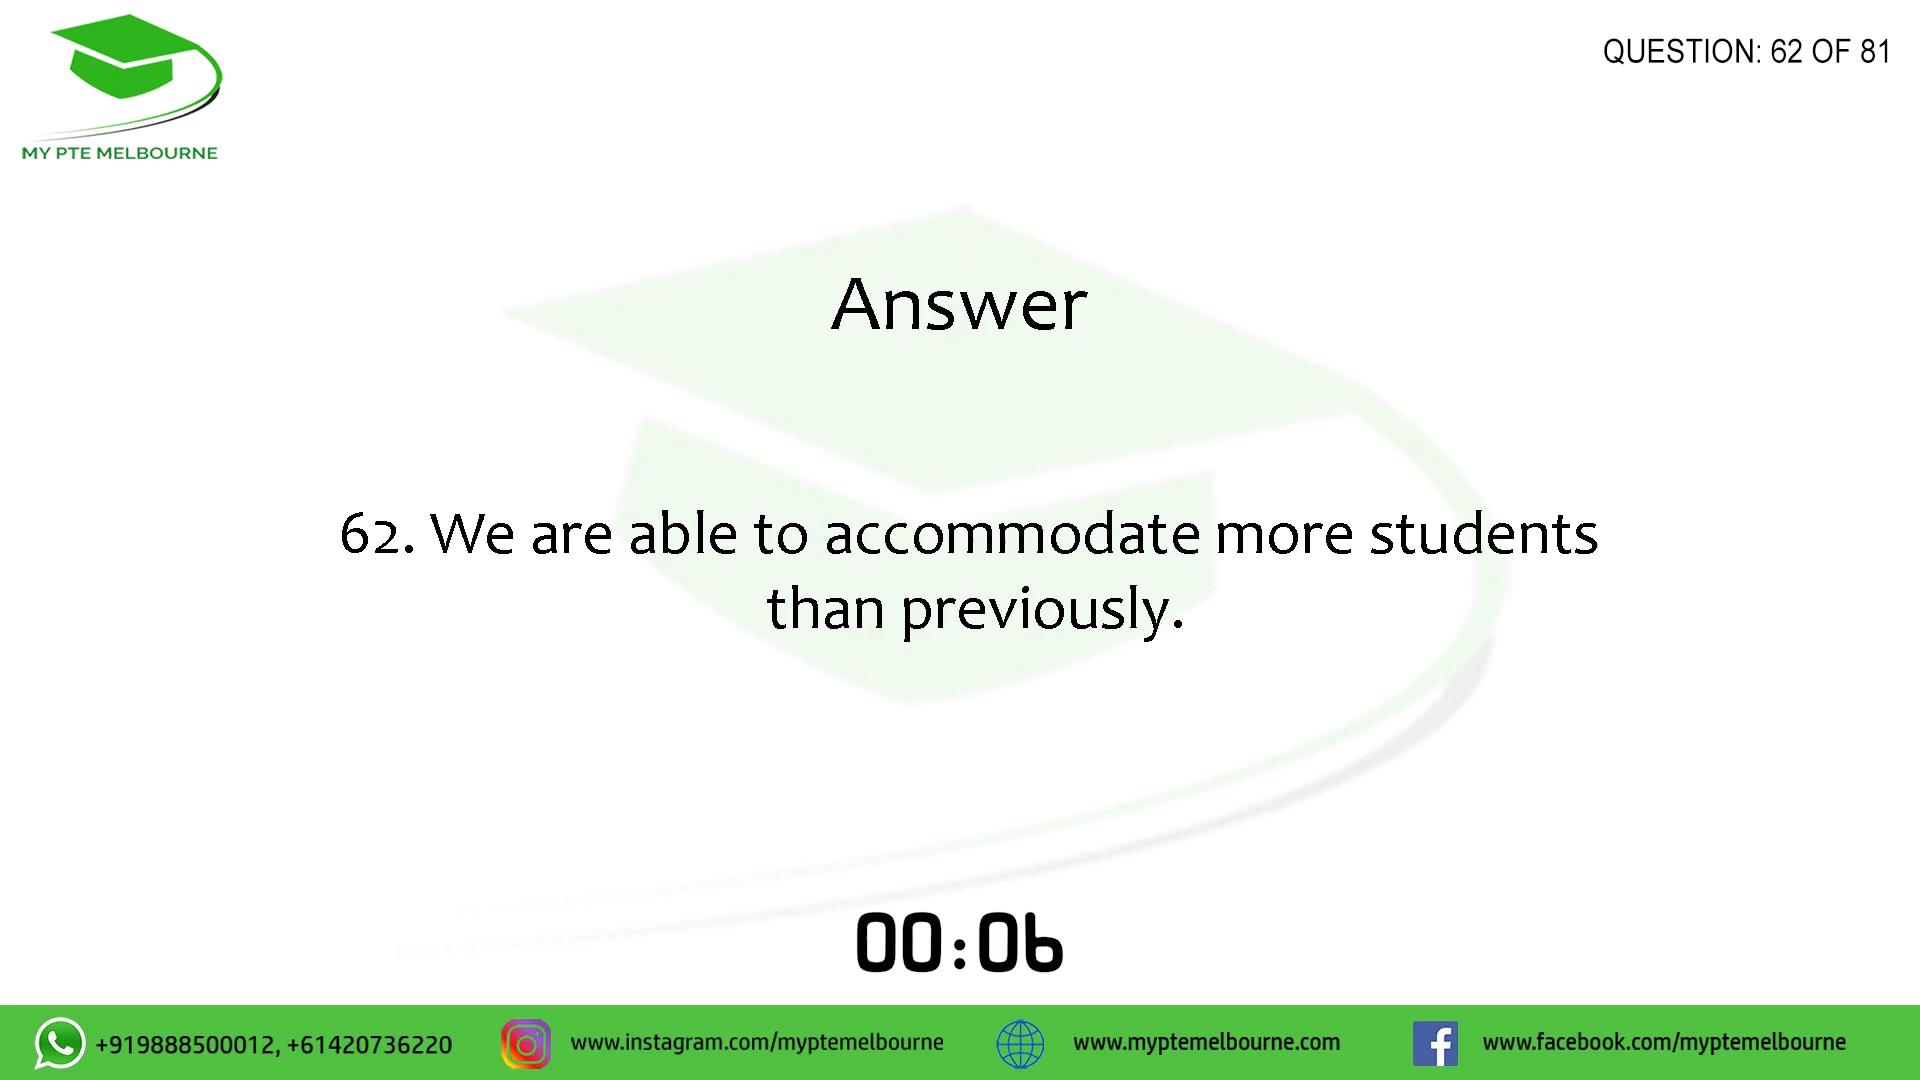 MY PTE MELBOURNE
QUESTION: 62 OF 81
Answer
62. We are able to accommodate more students
than previously.
00:06
+919888500012, +61420736220
www.instagram.com/myptemelbourne
www.myptemelbourne.com
www.facebook.com/myptemelbourne